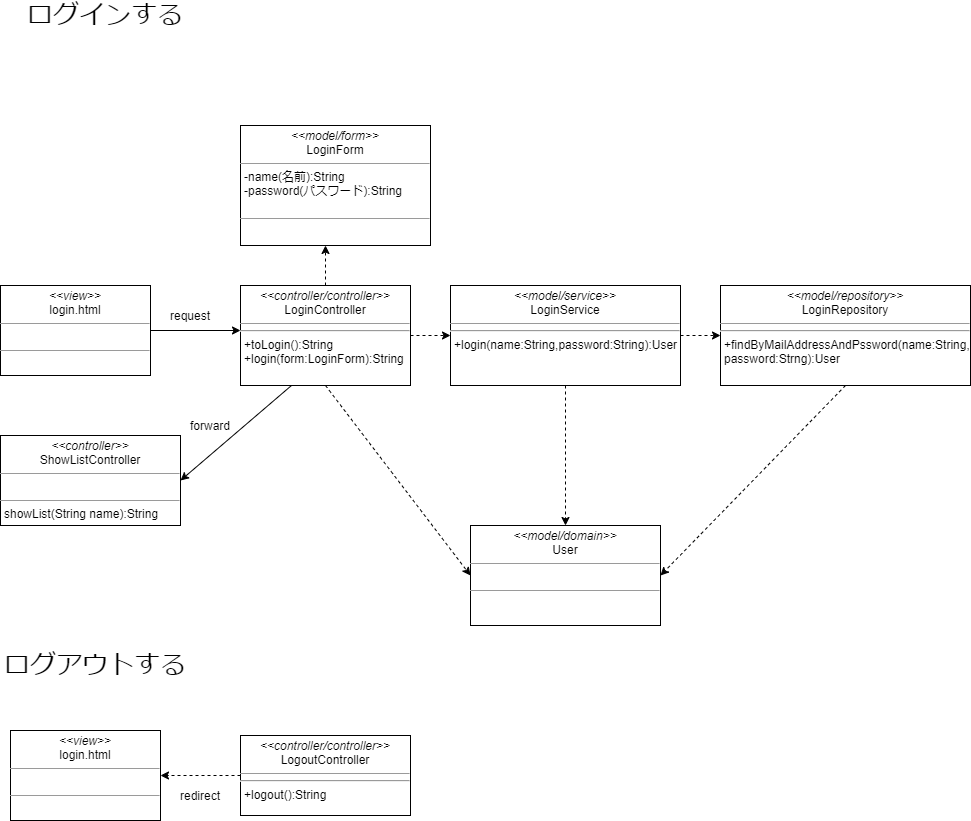 ログインする
<<model/form>>
LoginForm
-name(名前):String
-password(パスワード):String
<<view>>
login.html
request
<<controller/controller>>
LoginController
+toLogin():String
+login(form:LoginForm):String
<<model/service>>
LoginService
+login(name:String,password:String):User
<<model/repository>>
LoginRepository
+findByMailAddressAndPssword(name:String,
password:Strng):User
forward
<<controller>>
ShowListController
showList(String name):String
<<model/domain>>
User
ログアウトする
<<view>>
login.html
redirect
<<controller/controller>>
LogoutController
+logout():String